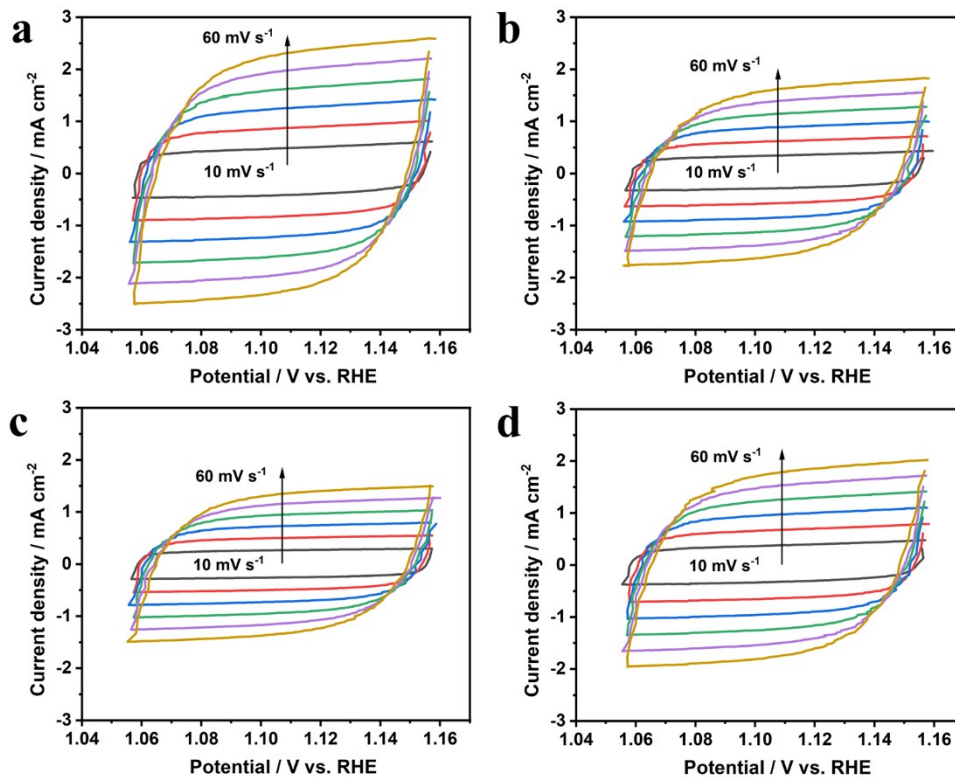 a
Current density / mA cm⁻²
3
2
1
0
-1
-2
-3
60 mV s⁻¹
10 mV s⁻¹
1.04 1.06 1.08 1.10 1.12 1.14 1.16
Potential / V vs. RHE
b
Current density / mA cm⁻²
3
2
1
0
-1
-2
-3
60 mV s⁻¹
10 mV s⁻¹
1.04 1.06 1.08 1.10 1.12 1.14 1.16
Potential / V vs. RHE
c
Current density / mA cm⁻²
3
2
1
0
-1
-2
-3
60 mV s⁻¹
10 mV s⁻¹
1.04 1.06 1.08 1.10 1.12 1.14 1.16
Potential / V vs. RHE
d
Current density / mA cm⁻²
3
2
1
0
-1
-2
-3
60 mV s⁻¹
10 mV s⁻¹
1.04 1.06 1.08 1.10 1.12 1.14 1.16
Potential / V vs. RHE